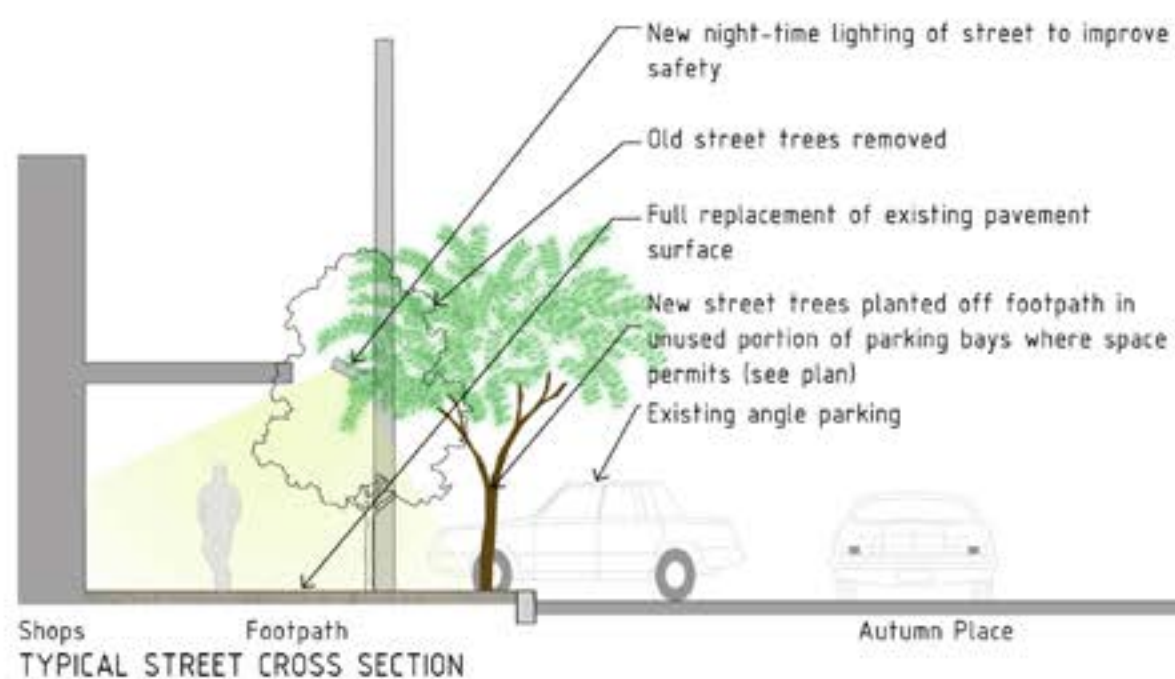 New night-time lighting of street to improve
safety
Old street trees removed
Full replacement of existing pavement
surface
New street trees planted off footpath in
unused portion of parking bays where space
permits (see plan)
Existing angle parking
Shops
Footpath
Autumn Place
TYPICAL STREET CROSS SECTION